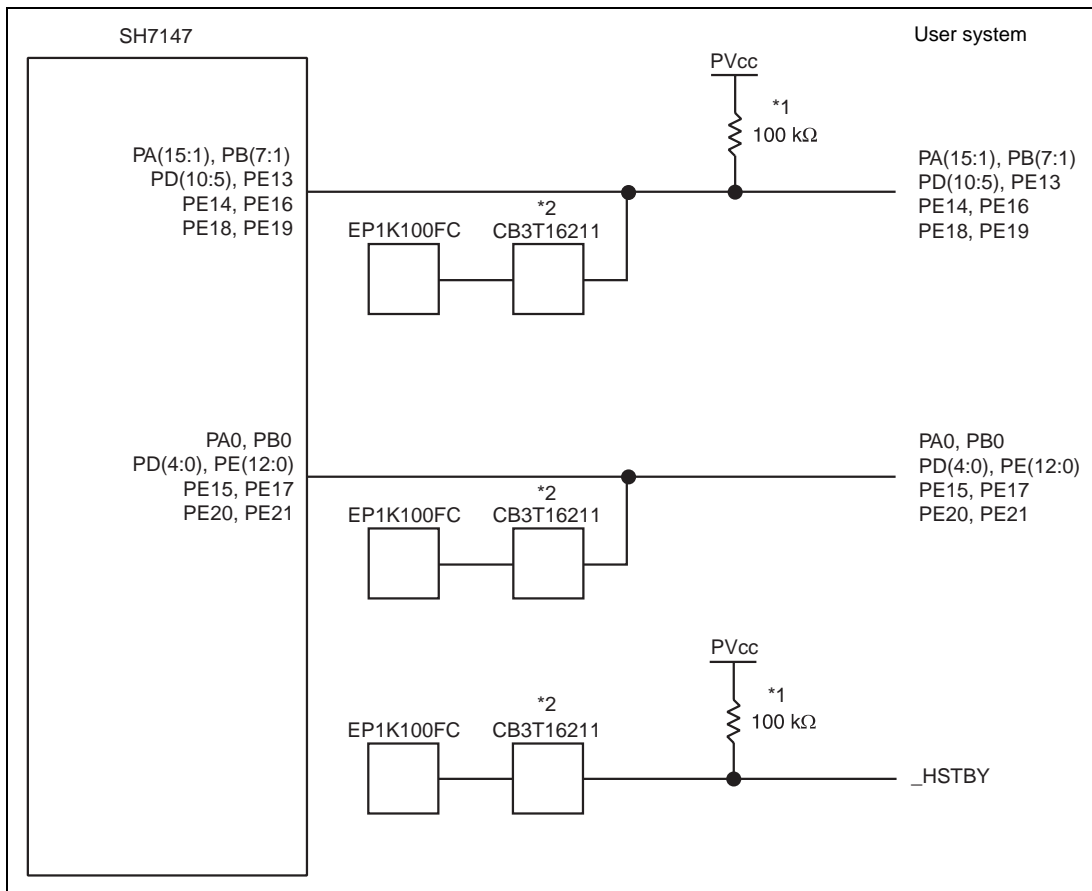 SH7147
User system
PVcc
*1
100 kΩ
PA(15:1), PB(7:1)
PD(10:5), PE13
PE14, PE16
PE18, PE19
PA(15:1), PB(7:1)
PD(10:5), PE13
PE14, PE16
PE18, PE19
*2
EP1K100FC
CB3T16211
PA0, PB0
PD(4:0), PE(12:0)
PE15, PE17
PE20, PE21
PA0, PB0
PD(4:0), PE(12:0)
PE15, PE17
PE20, PE21
*2
EP1K100FC
CB3T16211
PVcc
*1
100 kΩ
*2
EP1K100FC
CB3T16211
_HSTBY